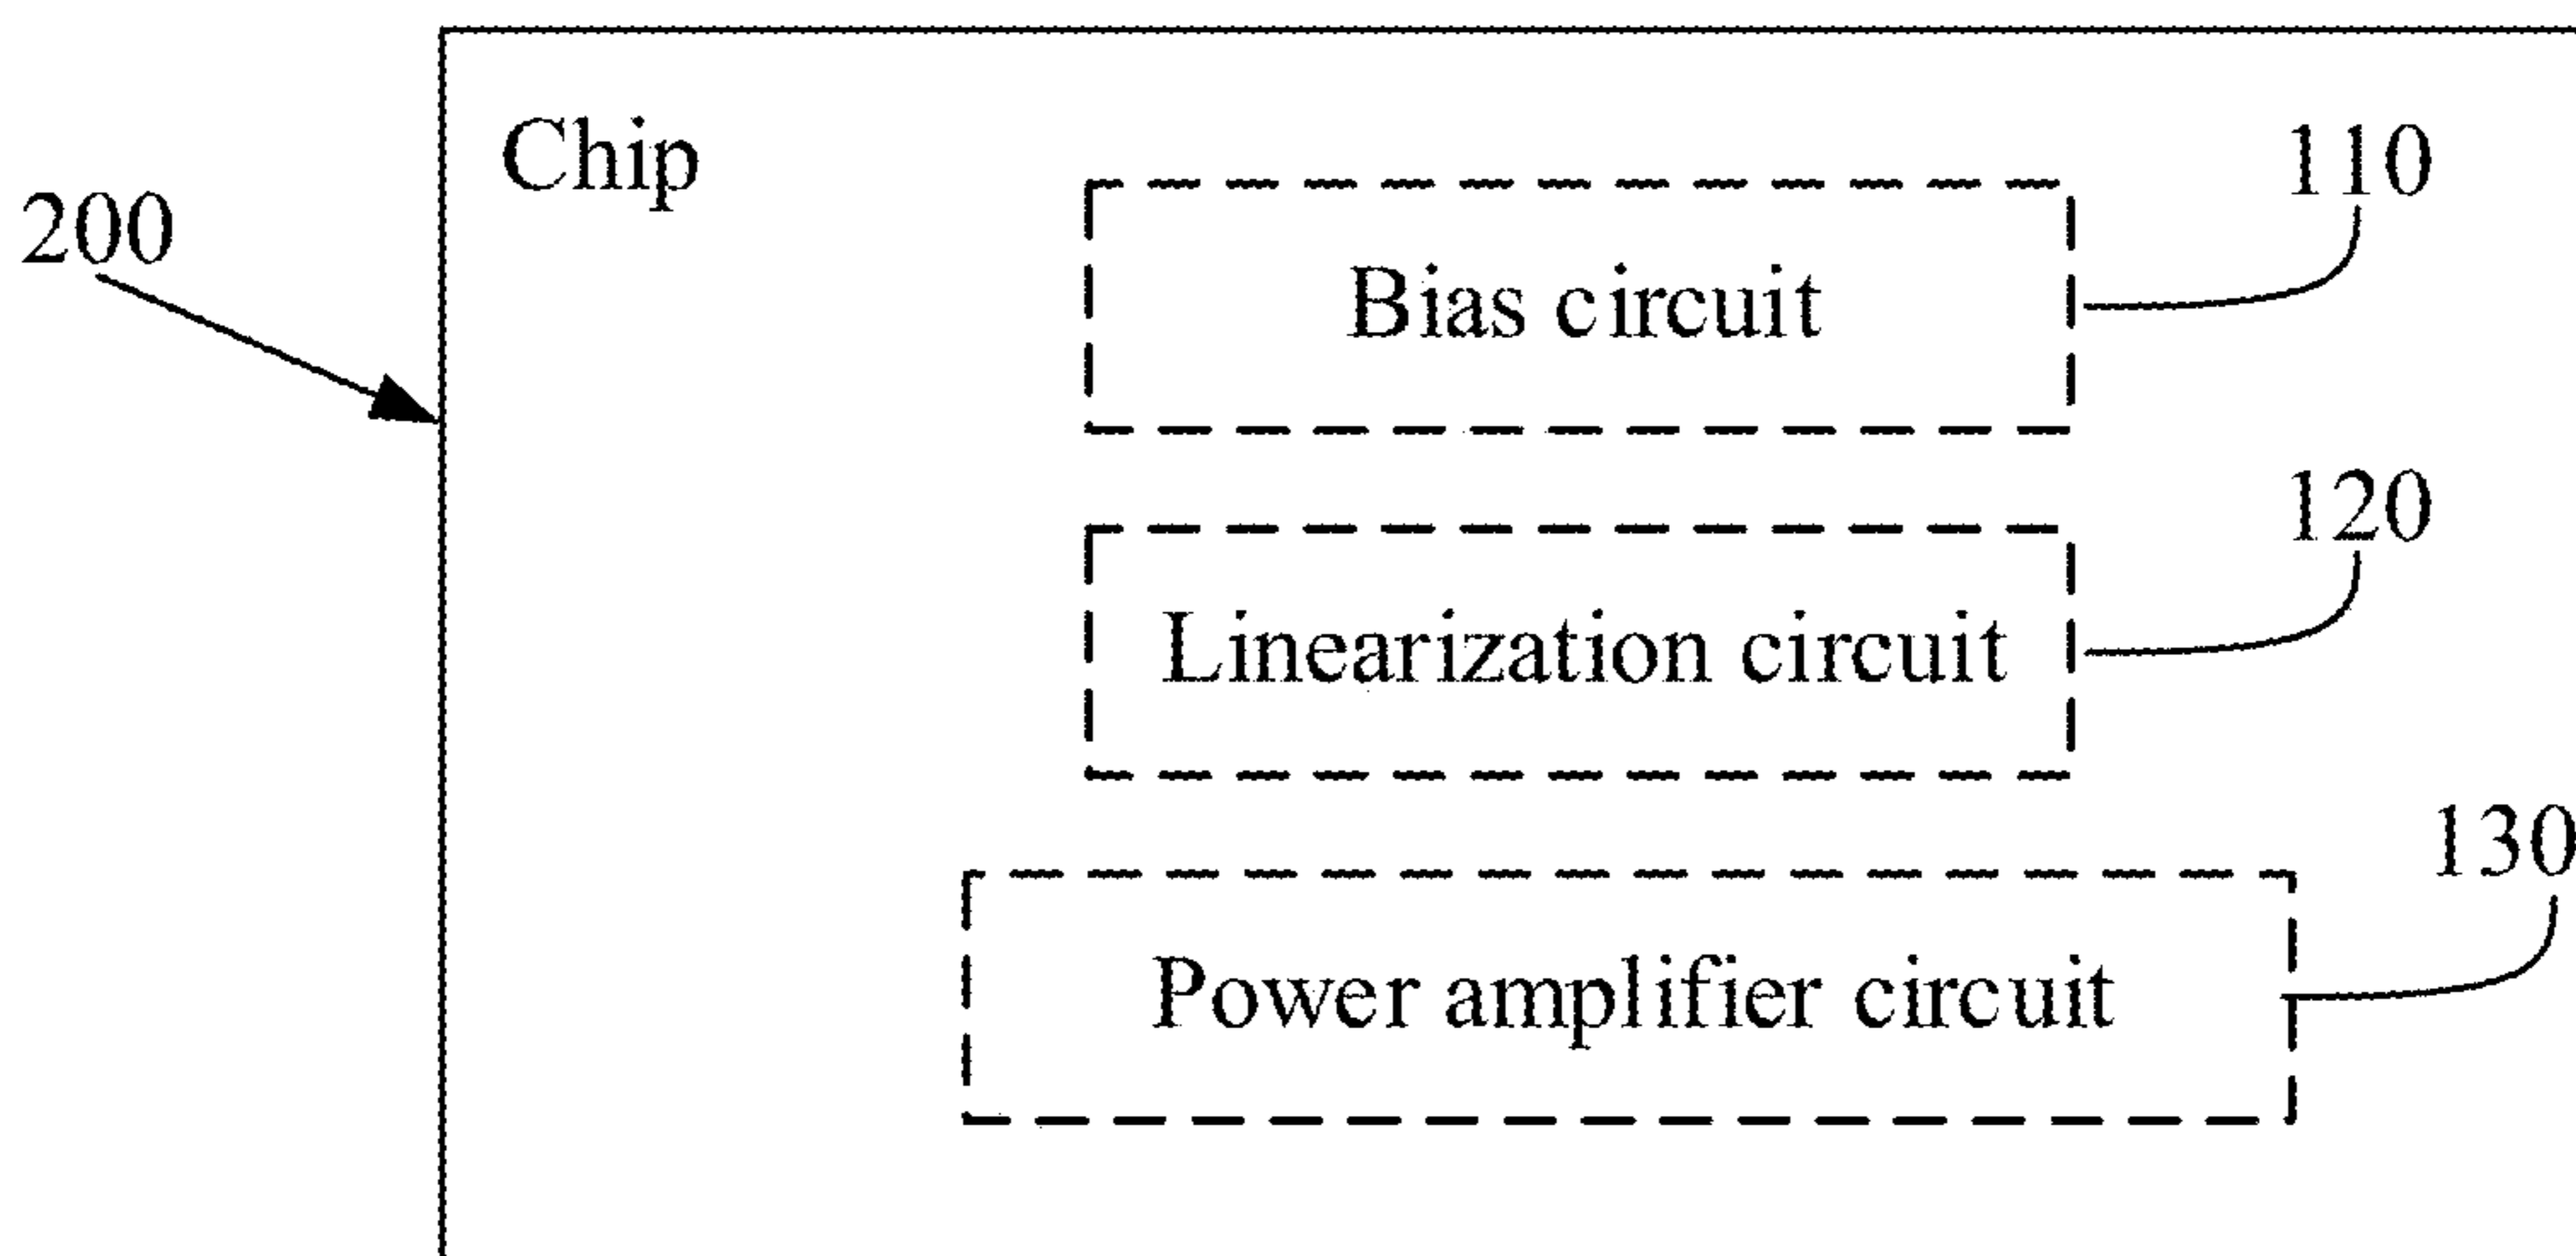 Chip
110
200
Bias circuit
120
Linearization circuit
130
Power amplifier circuit